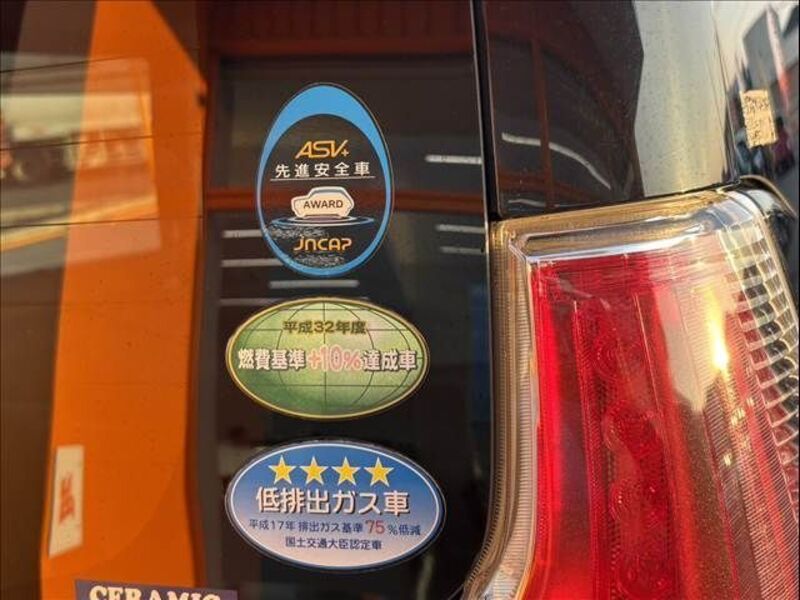 ASV+
先進安全車
AWARD
JNCAP
平成32年度
燃費基準+10%達成車
低排出ガス車
平成17年 排出ガス基準75%低減
国土交通大臣認定車
CERAMIC